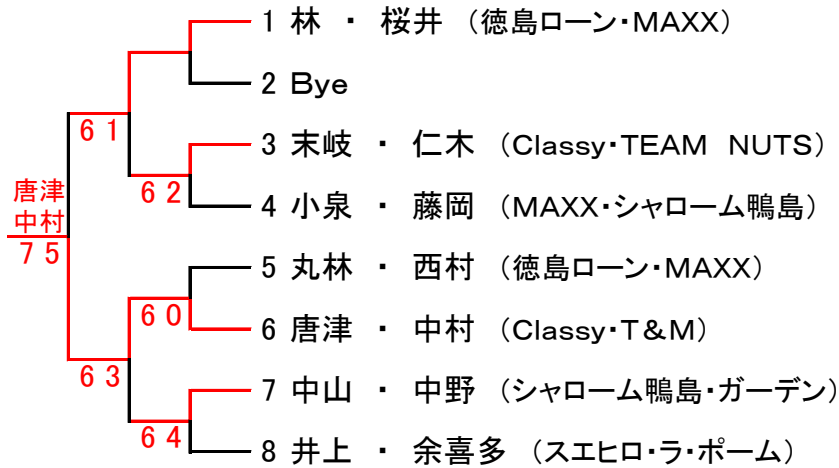 1 林 ・ 桜井 （徳島ローン・MAXX）
2 Bye
6 1
3 末岐 ・ 仁木 （Classy・TEAM NUTS）
6 2
4 小泉 ・ 藤岡 （MAXX・シャローム鴨島）
唐津
中村
7 5
5 丸林 ・ 西村 （徳島ローン・MAXX）
6 0
6 唐津 ・ 中村 （Classy・T＆M）
6 3
7 中山 ・ 中野 （シャローム鴨島・ガーデン）
6 4
8 井上 ・ 余喜多 （スエヒロ・ラ・ポーム）